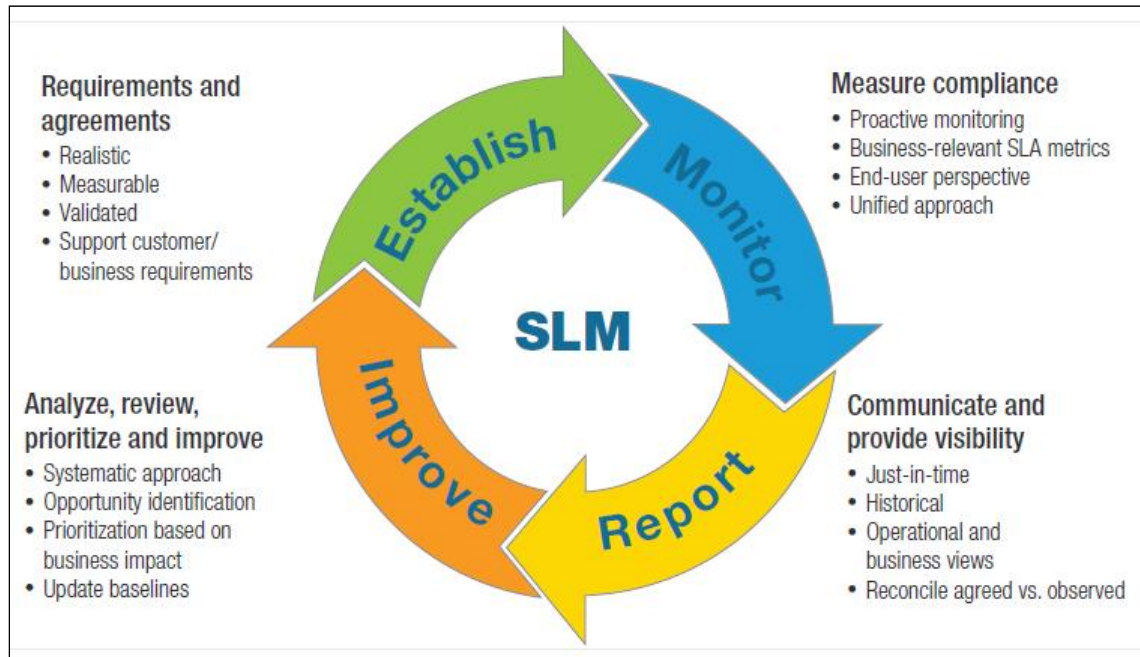 Requirements and
agreements
• Realistic
• Measurable
• Validated
• Support customer/
business requirements
Establish
Monitor
Measure compliance
• Proactive monitoring
• Business-relevant SLA metrics
• End-user perspective
• Unified approach
SLM
Analyze, review,
prioritize and improve
• Systematic approach
• Opportunity identification
• Prioritization based on
business impact
• Update baselines
Improve
Report
Communicate and
provide visibility
• Just-in-time
• Historical
• Operational and
business views
• Reconcile agreed vs. observed